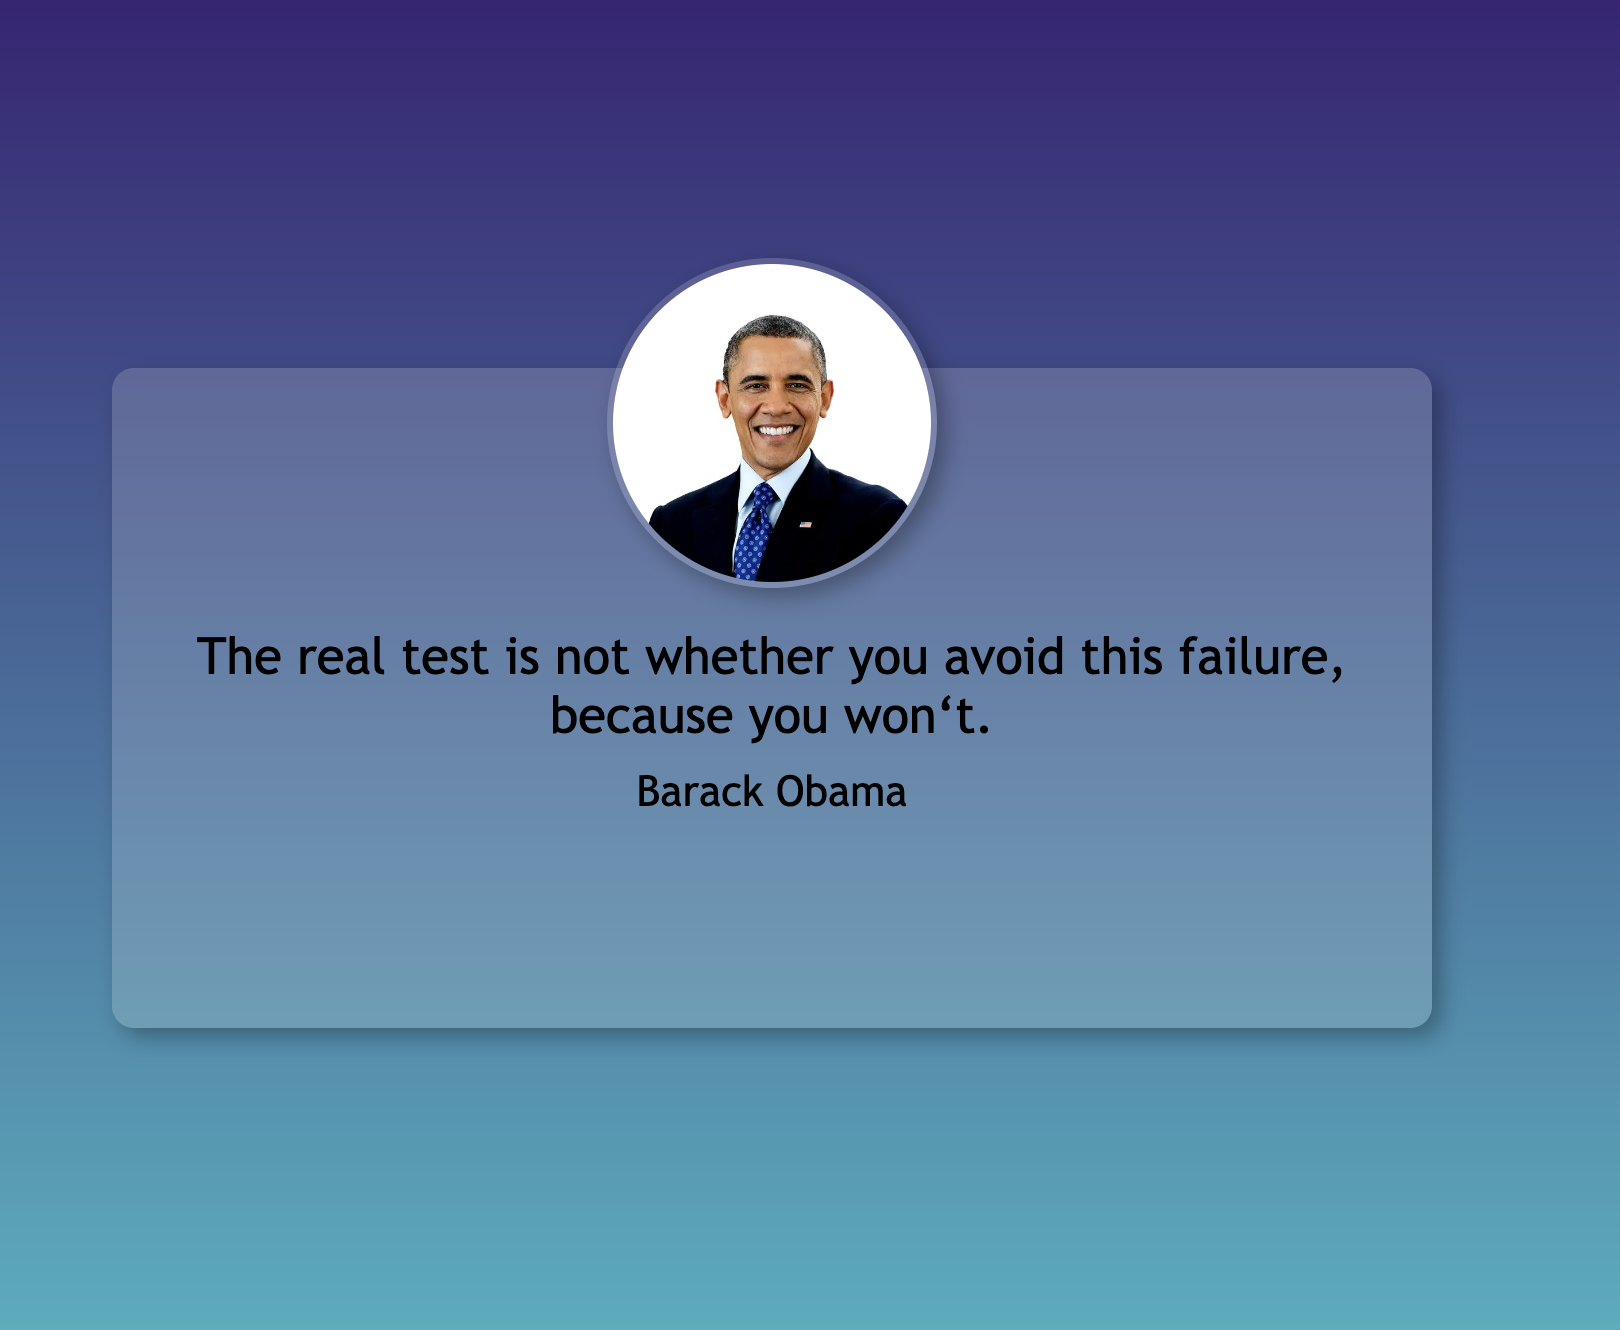 The real test is not whether you avoid this failure,
because you won‘t.
Barack Obama